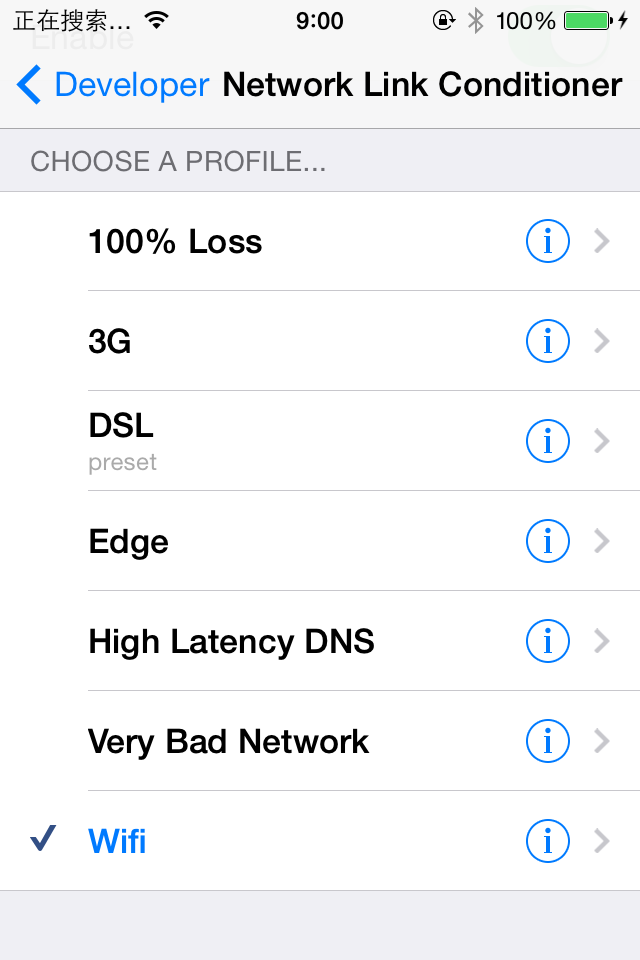 正在搜索... 9:00 100%
Enable
Developer Network Link Conditioner
CHOOSE A PROFILE...
100% Loss
3G
DSL
preset
Edge
High Latency DNS
Very Bad Network
Wifi